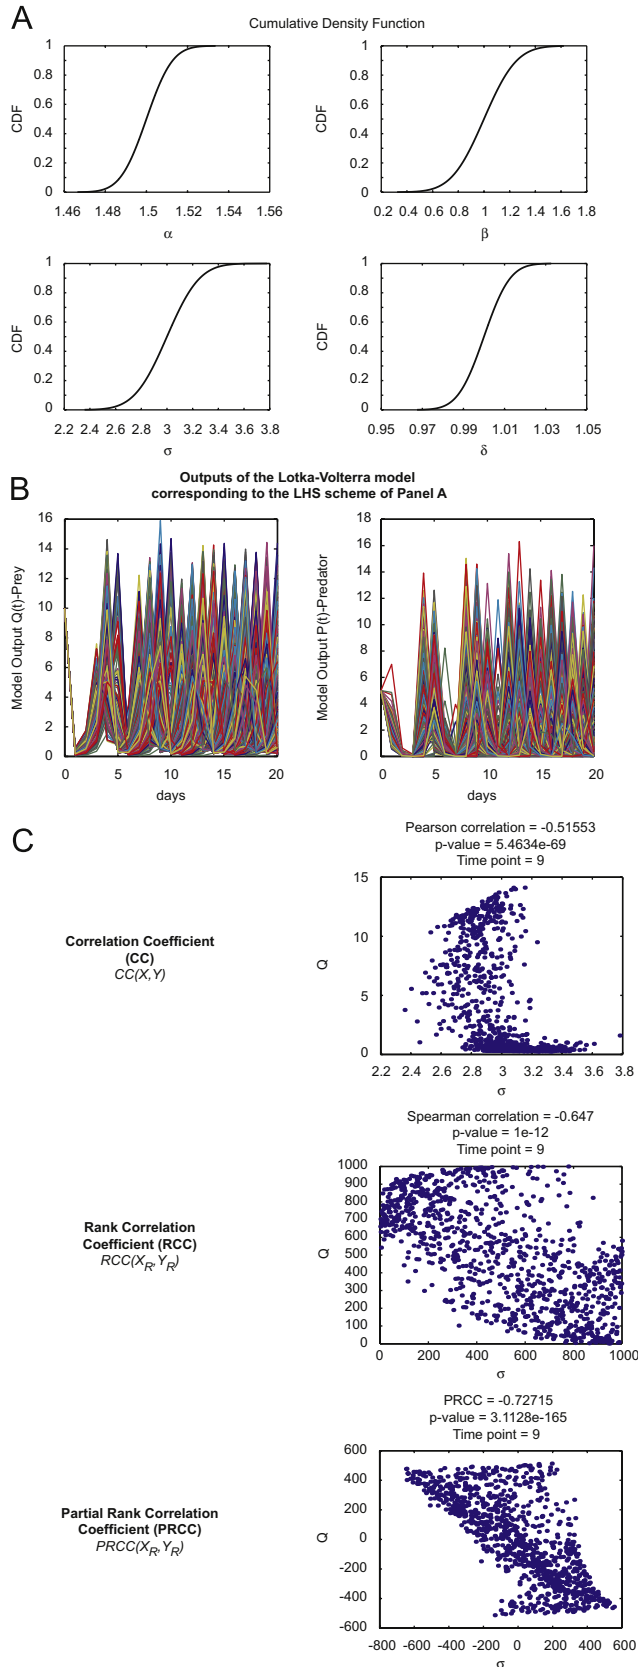 A
Cumulative Density Function
1
0.8
0.6
0.4
0.2
0
CDF
1.46 1.48 1.5 1.52 1.54 1.56
α
1
0.8
0.6
0.4
0.2
0
CDF
0.2 0.4 0.6 0.8 1 1.2 1.4 1.6 1.8
β
1
0.8
0.6
0.4
0.2
0
CDF
2.2 2.4 2.6 2.8 3 3.2 3.4 3.6 3.8
σ
1
0.8
0.6
0.4
0.2
0
CDF
0.95 0.97 0.99 1.01 1.03 1.05
δ
B
Outputs of the Lotka-Volterra model
corresponding to the LHS scheme of Panel A
16
14
12
10
8
6
4
2
0
Model Output Q(t)-Prey
0 5 10 15 20
days
18
16
14
12
10
8
6
4
2
0
Model Output P(t)-Predator
0 5 10 15 20
days
C
Correlation Coefficient
(CC)
CC(X,Y)
Pearson correlation = -0.51553
p-value = 5.4634e-69
Time point = 9
15
10
5
0
Q
2.2 2.4 2.6 2.8 3.0 3.2 3.4 3.6 3.8
σ
Rank Correlation
Coefficient (RCC)
RCC(X_R,Y_R)
Spearman correlation = -0.647
p-value = 1e-12
Time point = 9
1000
900
800
700
600
500
400
300
200
100
0
Q
0 200 400 600 800 1000
σ
Partial Rank Correlation
Coefficient (PRCC)
PRCC(X_R,Y_R)
PRCC = -0.72715
p-value = 3.1128e-165
Time point = 9
600
400
200
0
-200
-400
-600
Q
-800 -600 -400 -200 0 200 400 600
σ